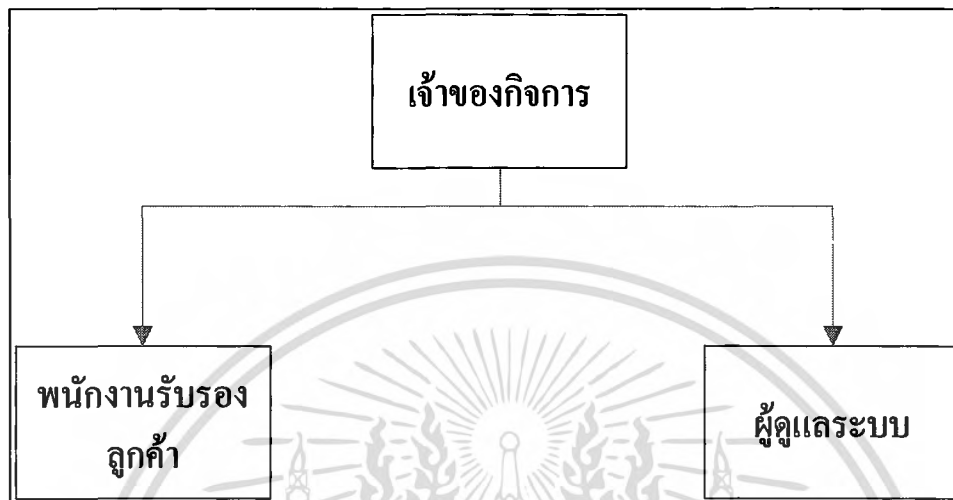 เจ้าของกิจการ
พนักงานรับรอง
ลูกค้า
ผู้ดูแลระบบ